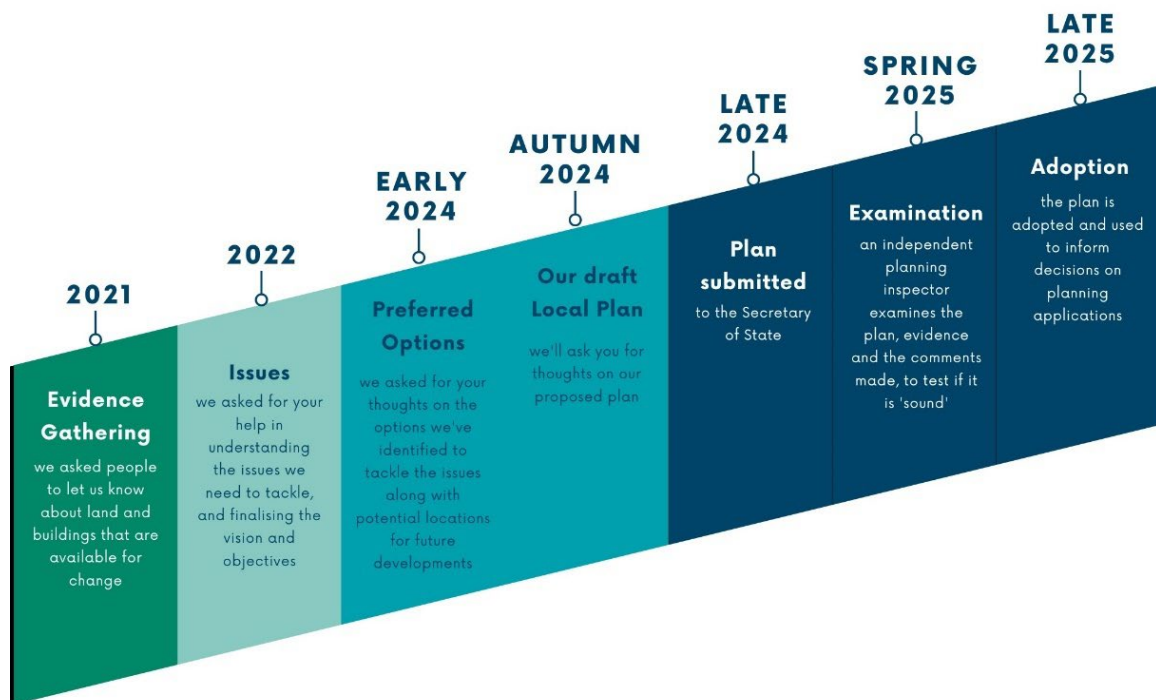 2021
Evidence
Gathering
we asked people
to let us know
about land and
buildings that are
available for
change
2022
Issues
we asked for your
help in
understanding
the issues we
need to tackle,
and finalising the
vision and
objectives
EARLY
2024
Preferred
Options
we asked for your
thoughts on the
options we've
identified to
tackle the issues
along with
potential locations
for future
developments
AUTUMN
2024
Our draft
Local Plan
we'll ask you for
thoughts on our
proposed plan
LATE
2024
Plan
submitted
to the Secretary
of State
SPRING
2025
Examination
an independent
planning
inspector
examines the
plan, evidence
and the comments
made, to test if it
is 'sound'
LATE
2025
Adoption
the plan is
adopted and used
to inform
decisions on
planning
applications